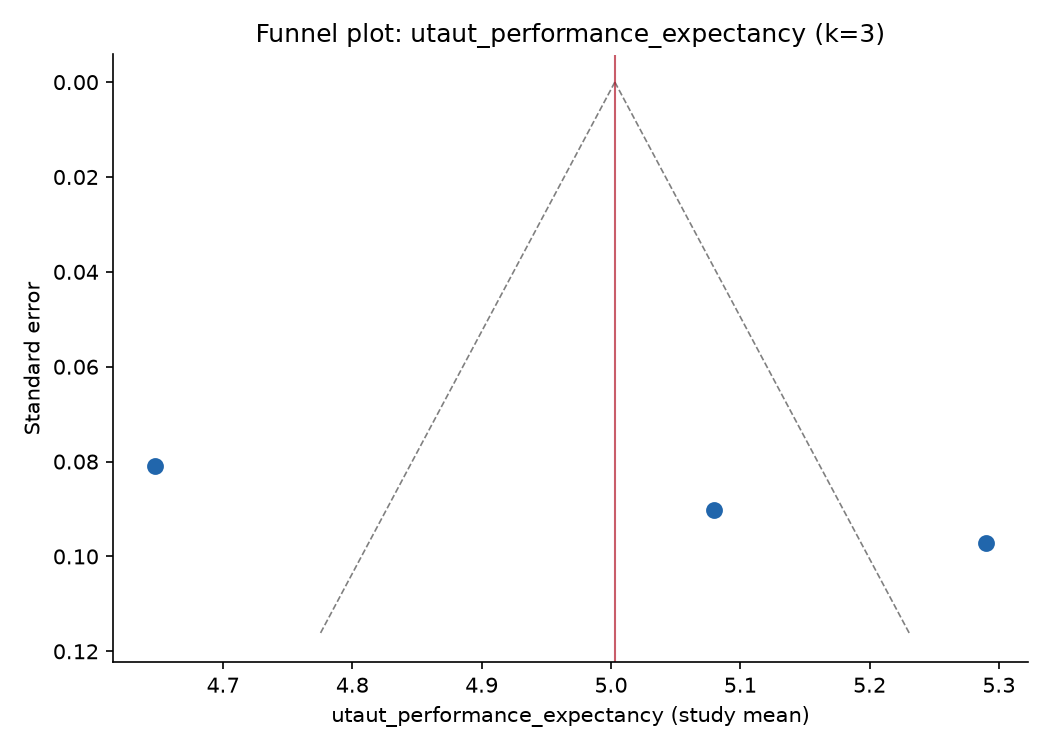 Funnel plot: utaut_performance_expectancy (k=3)
Standard error
0.00
0.02
0.04
0.06
0.08
0.10
0.12
4.7 4.8 4.9 5.0 5.1 5.2 5.3
utaut_performance_expectancy (study mean)